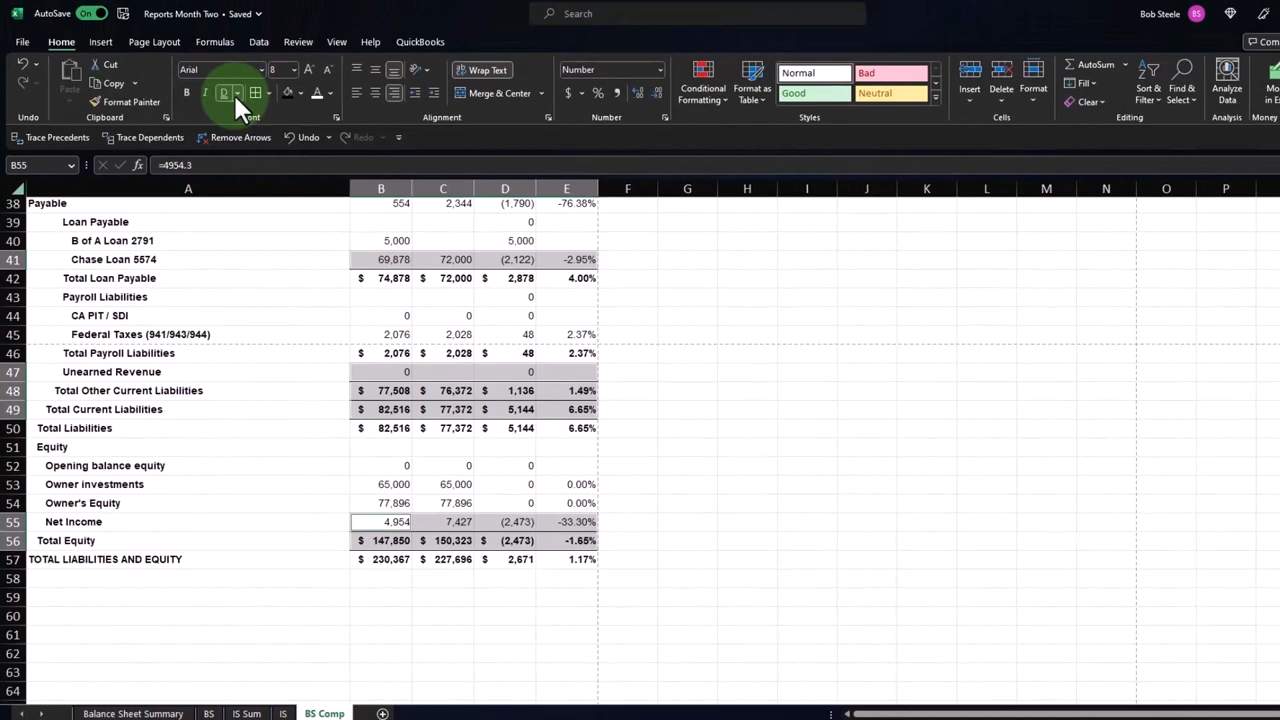 AutoSave On Reports Month Two • Saved Search Bob Steele BS
File Home Insert Page Layout Formulas Data Review View Help QuickBooks
Cut Arial Wrap Text Number Normal Bad AutoSum
Copy Fill
Paste Format Painter B Merge & Center $ % Conditional Formatting Format as Table Good Neutral Insert Delete Format Clear Sort & Filter Find & Select Analyze Data
Undo Clipboard Alignment Number Styles Cells Editing Analysis
Trace Precedents Trace Dependents Remove Arrows Undo Redo
B55 fx =4954.3
A B C D E F G H I J K L M N O P
38 Payable 554 2,344 (1,790) -76.38%
39 Loan Payable 0
40 B of A Loan 2791 5,000 5,000
41 Chase Loan 5574 69,878 72,000 (2,122) -2.95%
42 Total Loan Payable $ 74,878 $ 72,000 $ 2,878 4.00%
43 Payroll Liabilities 0
44 CA PIT / SDI 0 0 0
45 Federal Taxes (941/943/944) 2,076 2,028 48 2.37%
46 Total Payroll Liabilities $ 2,076 $ 2,028 $ 48 2.37%
47 Unearned Revenue 0 0
48 Total Other Current Liabilities $ 77,508 $ 76,372 $ 1,136 1.49%
49 Total Current Liabilities $ 82,516 $ 77,372 $ 5,144 6.65%
50 Total Liabilities $ 82,516 $ 77,372 $ 5,144 6.65%
51 Equity
52 Opening balance equity 0 0 0
53 Owner investments 65,000 65,000 0 0.00%
54 Owner's Equity 77,896 77,896 0 0.00%
55 Net Income 4,954 7,427 (2,473) -33.30%
56 Total Equity $ 147,850 $ 150,323 $ (2,473) -1.65%
57 TOTAL LIABILITIES AND EQUITY $ 230,367 $ 227,696 $ 2,671 1.17%
58
59
60
61
62
63
64
Balance Sheet Summary BS IS Sum IS BS Comp